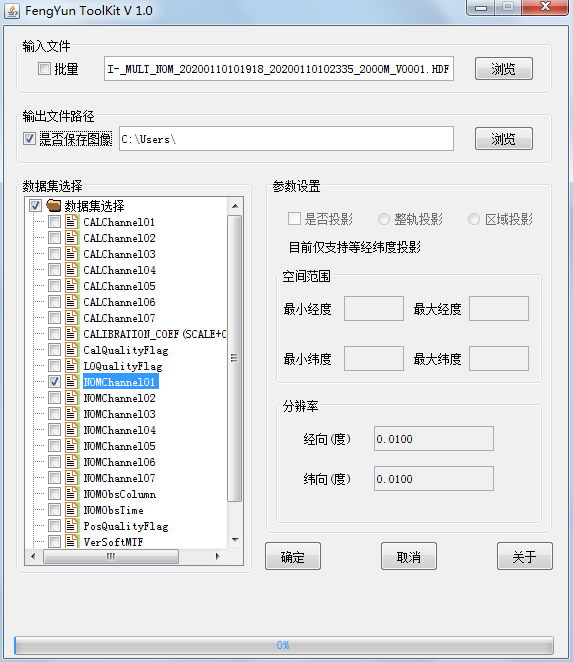 FengYun ToolKit V 1.0
输入文件
批量
I-_MULT_NOM_20200110101918_20200110102335_2000M_V0001.HDF
浏览
输出文件路径
是否保存图像
C:\Users\
浏览
数据集选择
数据集选择
CALChannel01
CALChannel02
CALChannel03
CALChannel04
CALChannel05
CALChannel06
CALChannel07
CALIBRATION_COEF(SCALE+O
CalQualityFlag
L0QualityFlag
NOMChannel01
NOMChannel02
NOMChannel03
NOMChannel04
NOMChannel05
NOMChannel06
NOMChannel07
NOMObsColumn
NOMObsTime
PosQualityFlag
VerSoftMTF
参数设置
是否投影
整轨投影
区域投影
目前仅支持等经纬度投影
空间范围
最小经度
最大经度
最小纬度
最大纬度
分辨率
经向(度)
0.0100
纬向(度)
0.0100
确定
取消
关于
0%